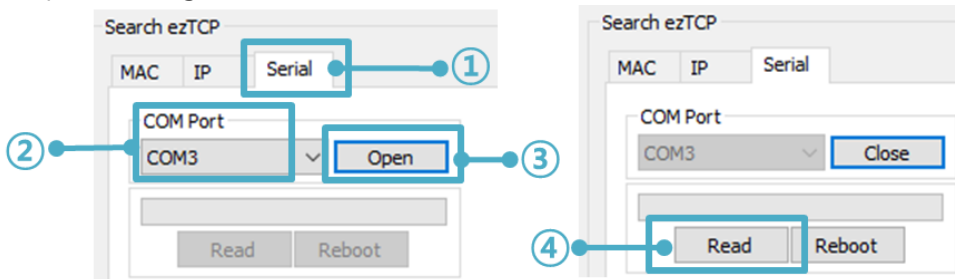 Search ezTCP
MAC IP Serial
①
COM Port
②
COM3 Open
③
Read Reboot
Search ezTCP
MAC IP Serial
COM Port
COM3 Close
④
Read Reboot